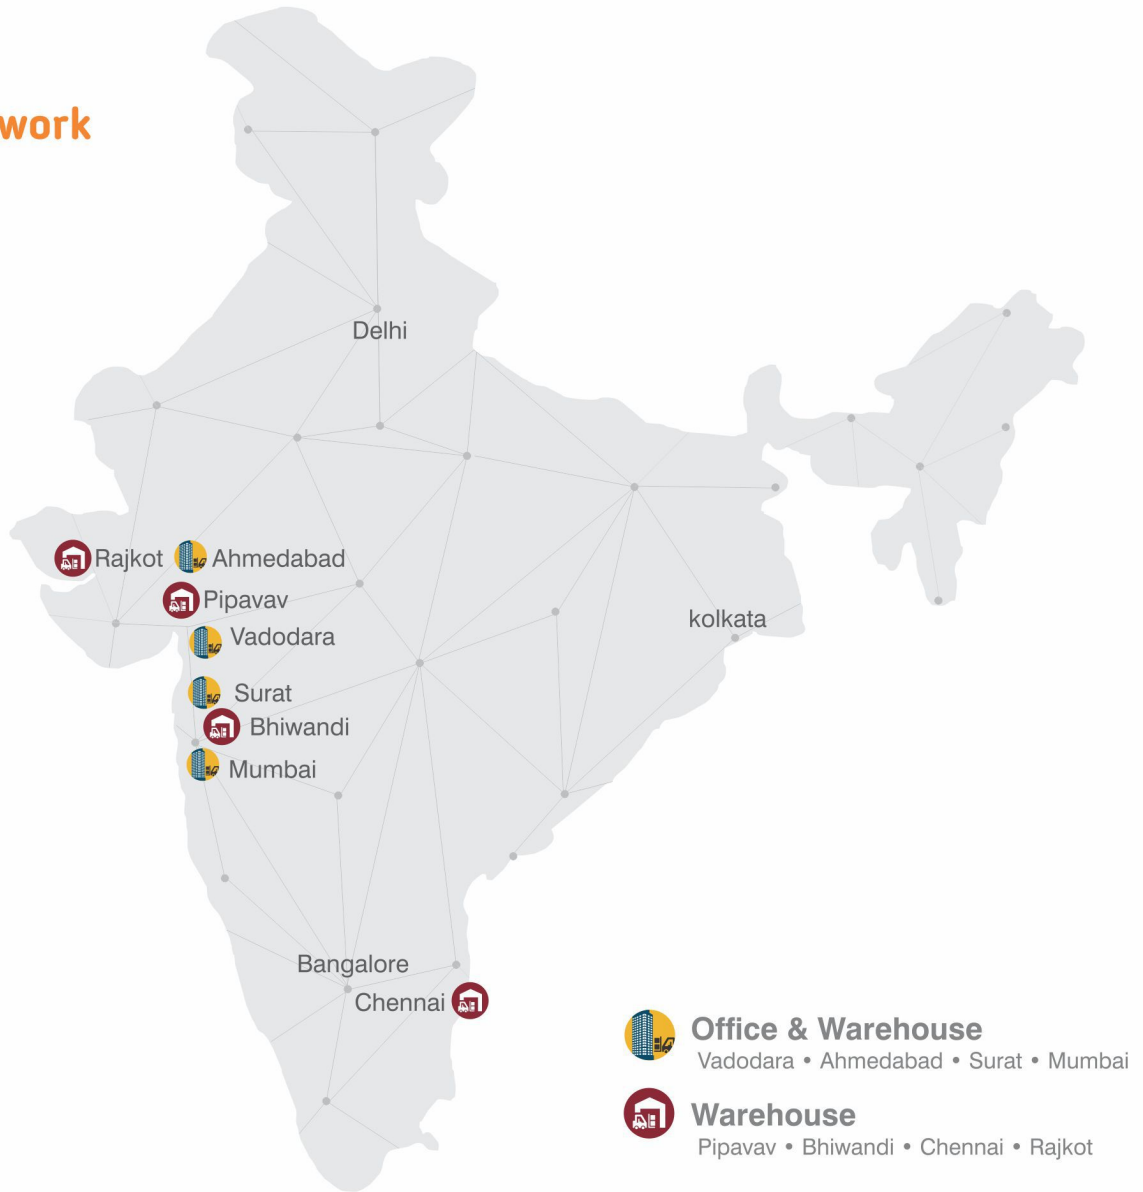 work
Delhi
Rajkot
Ahmedabad
Pipavav
kolkata
Vadodara
Surat
Bhiwandi
Mumbai
Bangalore
Chennai
Office & Warehouse
Vadodara • Ahmedabad • Surat • Mumbai
Warehouse
Pipavav • Bhiwandi • Chennai • Rajkot